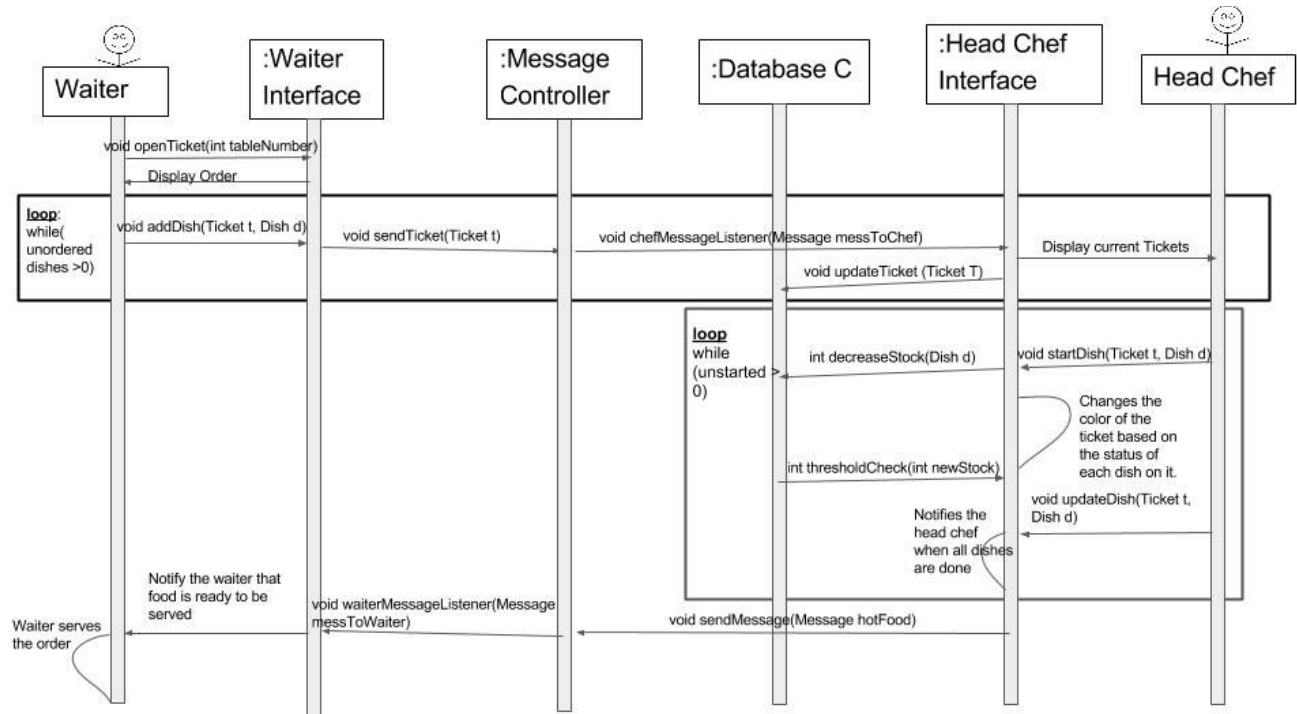 Waiter
:Waiter
Interface
:Message
Controller
:Database C
:Head Chef
Interface
Head Chef
void openTicket(int tableNumber)
Display Order
loop:
while(
unordered
dishes >0)
void addDish(Ticket t, Dish d)
void sendTicket(Ticket t)
void chefMessageListener(Message messToChef)
Display current Tickets
void updateTicket (Ticket T)
loop
while
(unstarted >
0)
int decreaseStock(Dish d)
void startDish(Ticket t, Dish d)
Changes the
color of the
ticket based on
the status of
each dish on it.
int thresholdCheck(int newStock)
void updateDish(Ticket t,
Dish d)
Notifies the
head chef
when all dishes
are done
Notify the waiter that
food is ready to be
served
void waiterMessageListener(Message
messToWaiter)
void sendMessage(Message hotFood)
Waiter serves
the order